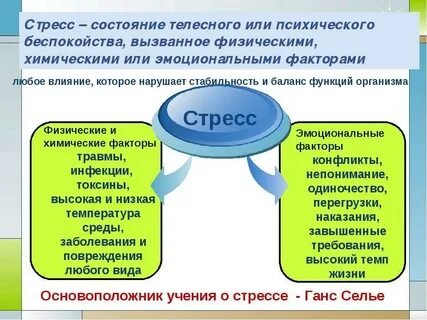 Стресс – состояние телесного или психического
беспокойства, вызванное физическими,
химическими или эмоциональными факторами
любое влияние, которое нарушает стабильность и баланс функций организма
Стресс
Физические и
химические факторы
травмы,
инфекции,
токсины,
высокая и низкая
температура
среды,
заболевания и
повреждения
любого вида
Эмоциональные
факторы
конфликты,
непонимание,
одиночество,
перегрузки,
наказания,
завышенные
требования,
высокий темп
жизни
Основоположник учения о стрессе - Ганс Селье